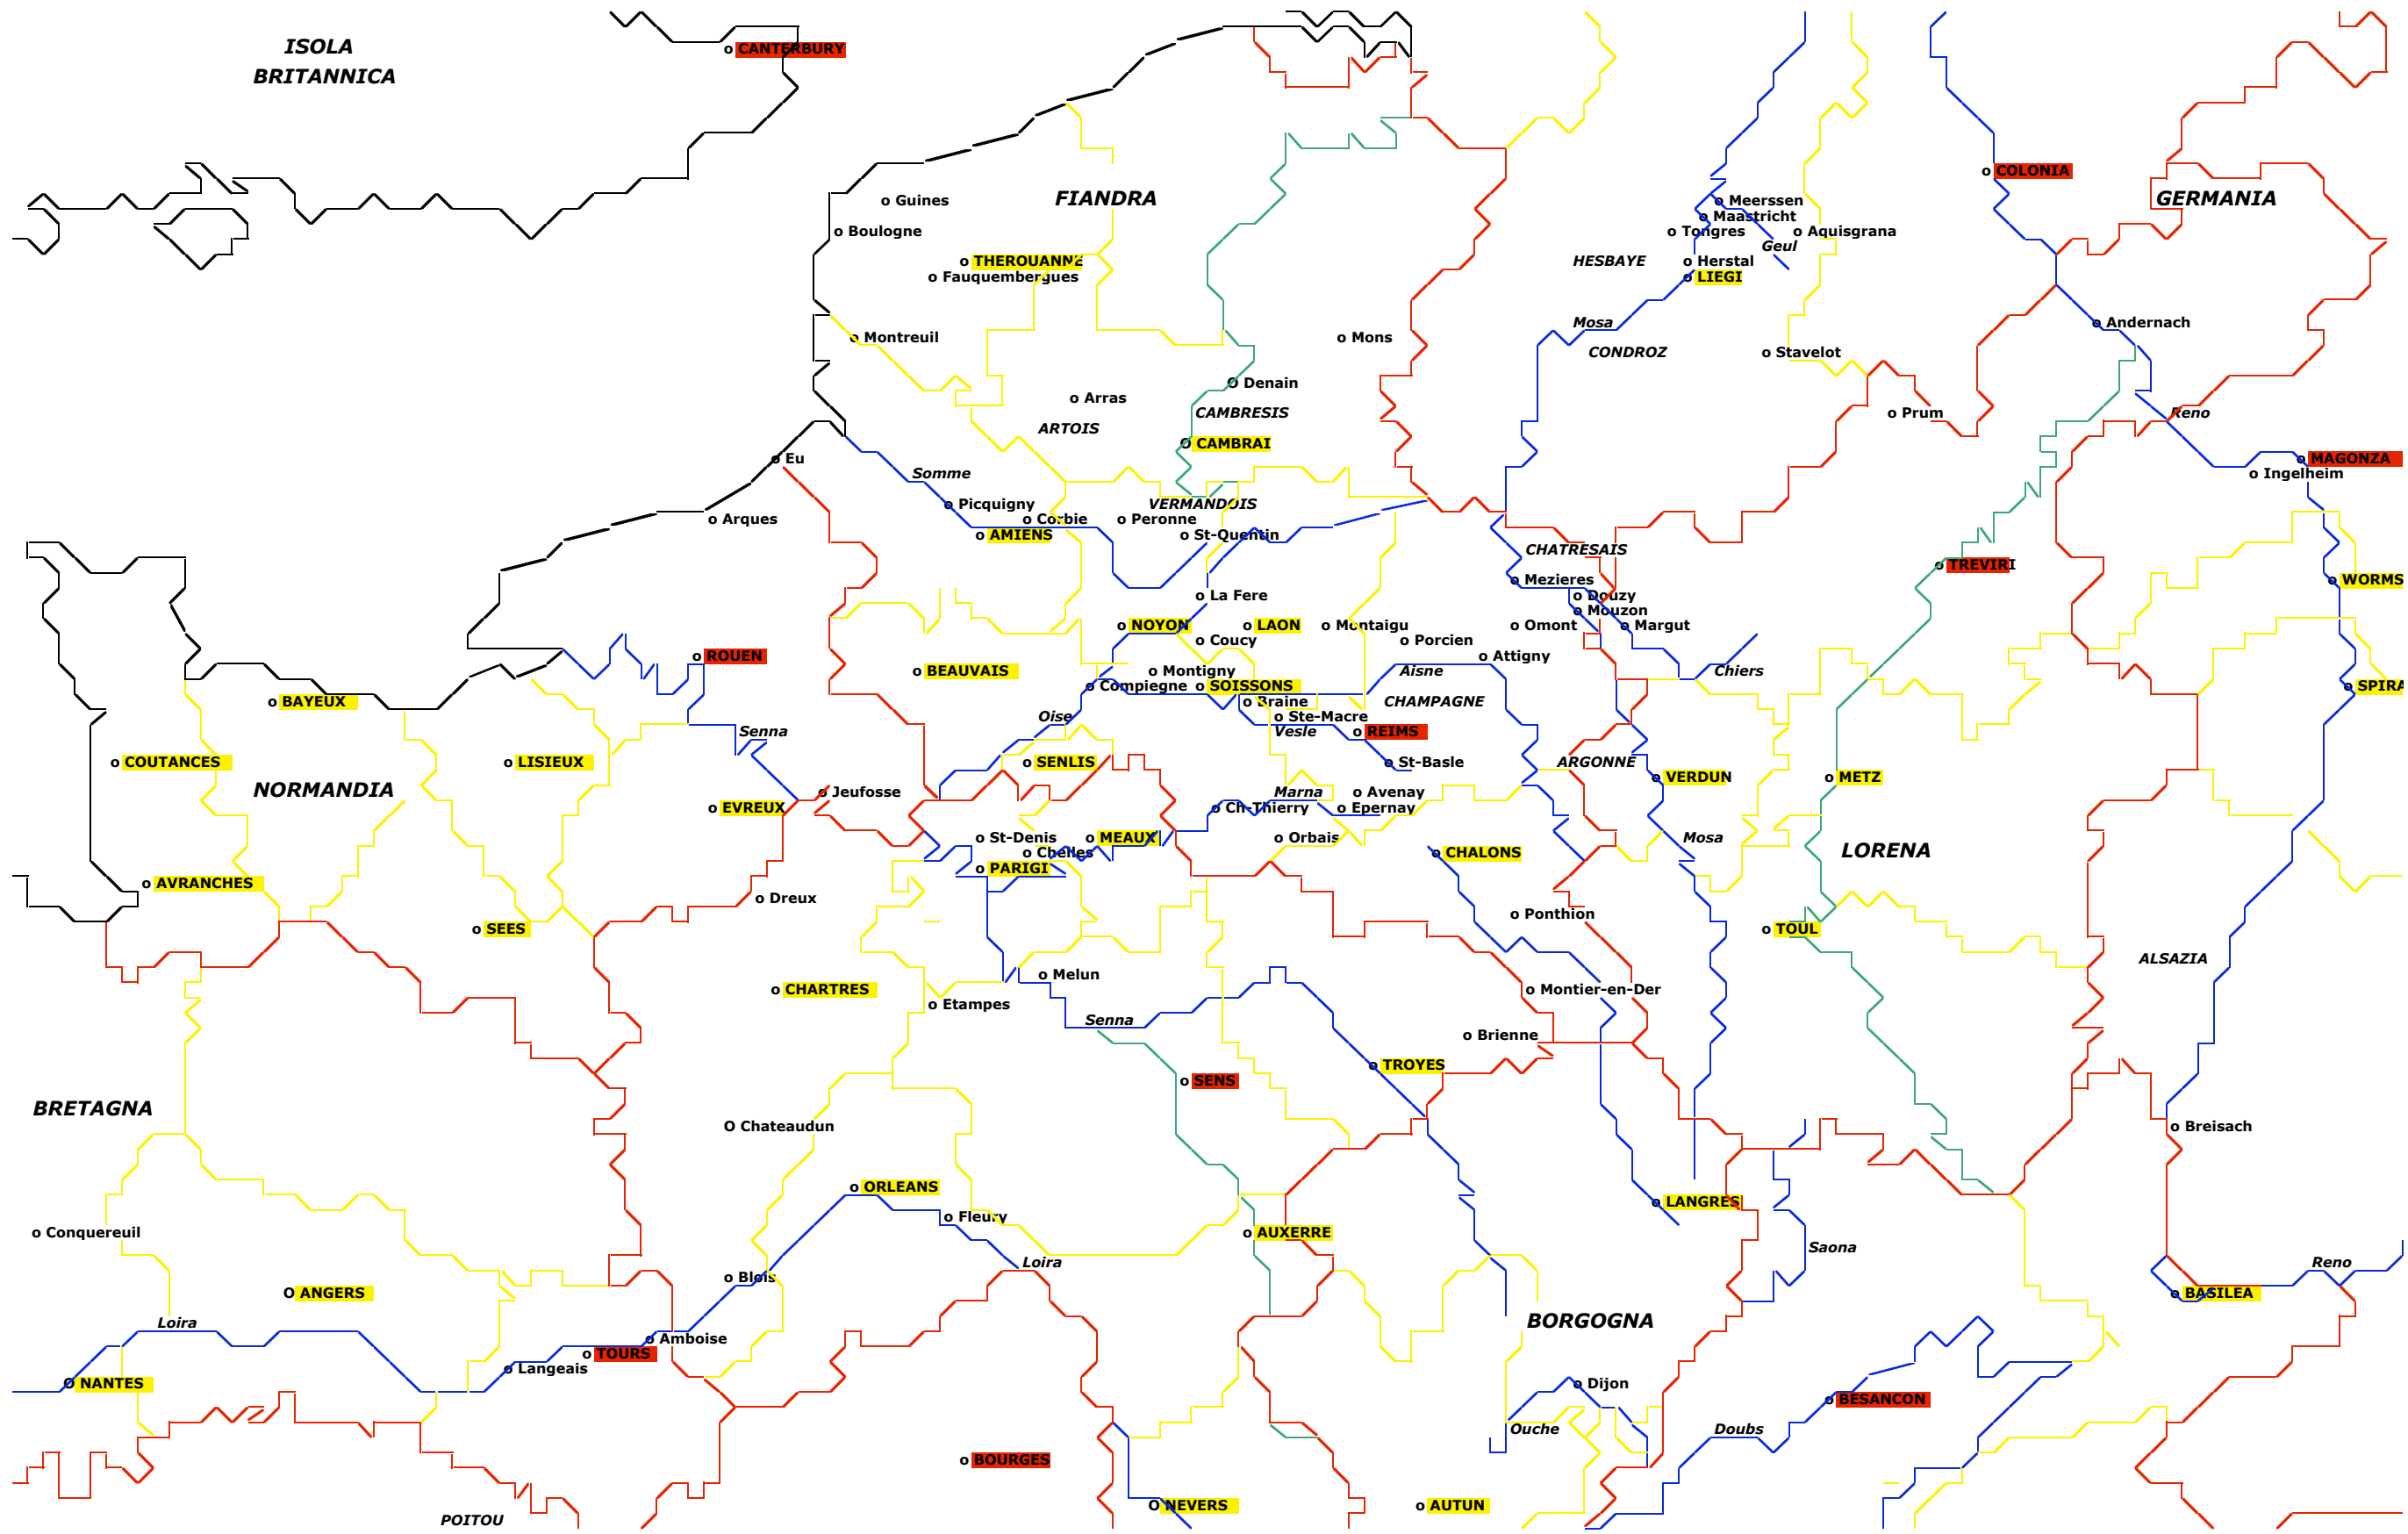 ISOLA
BRITANNICA
o CANTERBURY
o COLONIA
GERMANIA
o Guines
FIANDRA
o Meerssen
o Maastricht
o Boulogne
o Tongres
o Aquisgrana
Geul
o THEROUANNE
HESBAYE
o Herstal
o Fauquembergues
o LIEGI
Mosa
o Andernach
o Montreuil
o Mons
CONDROZ
o Stavelot
O Denain
o Arras
CAMBRESIS
o Prum
Reno
ARTOIS
O CAMBRAI
o Eu
Somme
o MAGONZA
o Ingelheim
o Picquigny
VERMANDOIS
o Arques
o Corbie
o Peronne
o AMIENS
o St-Quentin
CHATRESAIS
o TREVIRI
o Mezieres
o WORMS
o La Fere
o Douzy
o Mouzon
o NOYON
o LAON
o Montaigu
o Omont
o Margut
o Coucy
o Porcien
o ROUEN
o Attigny
o BEAUVAIS
o Montigny
Aisne
Chiers
o Compiegne
o SOISSONS
o SPIRA
o BAYEUX
o Braine
CHAMPAGNE
Oise
o Ste-Macre
Senna
Vesle
o REIMS
o COUTANCES
o LISIEUX
o SENLIS
o St-Basle
ARGONNE
o VERDUN
o METZ
NORMANDIA
o Jeufosse
Marna
o Avenay
o EVREUX
o Ch-Thierry
o Epernay
o St-Denis
o MEAUX
o Orbais
Mosa
o Chelles
o CHALONS
LORENA
o PARIGI
o AVRANCHES
o Dreux
o Ponthion
o SEES
o TOUL
ALSAZIA
o Melun
o CHARTRES
o Montier-en-Der
o Etampes
Senna
o Brienne
o TROYES
o SENS
BRETAGNA
O Chateaudun
o Breisach
o ORLEANS
o LANGRES
o Fleury
o Conquereuil
o AUXERRE
Saona
Loira
Reno
o Blois
O ANGERS
o BASILEA
Loira
BORGOGNA
o Amboise
o TOURS
o Langeais
O NANTES
o Dijon
o BESANCON
Ouche
Doubs
o BOURGES
O NEVERS
o AUTUN
POITOU